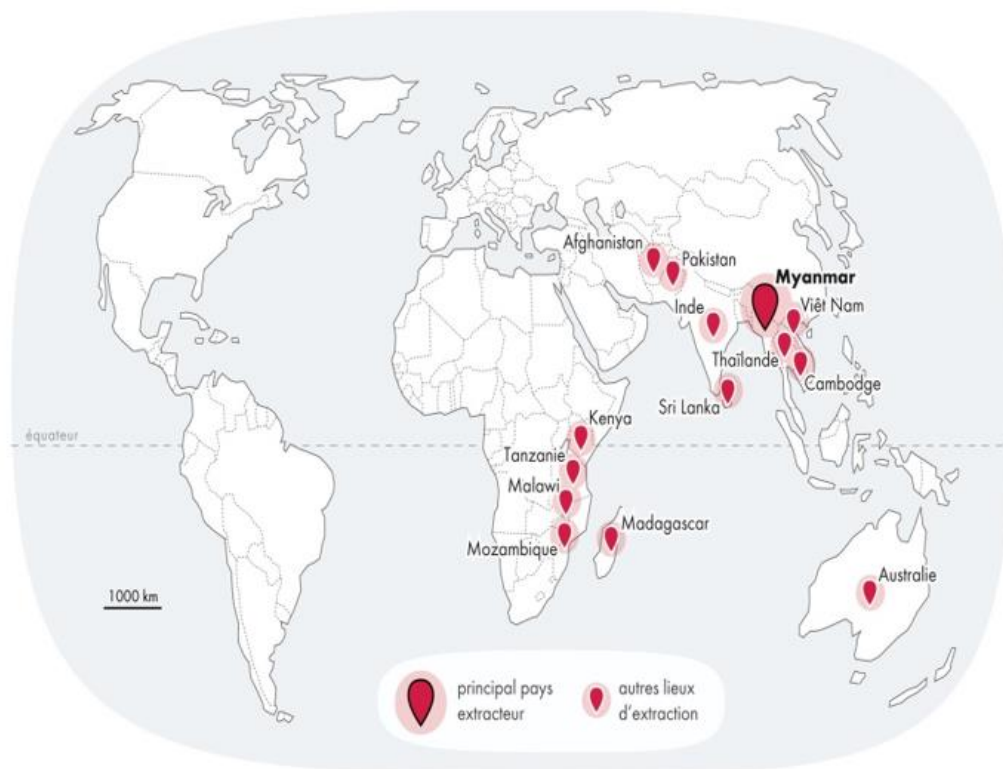 Afghanistan
Pakistan
Myanmar
Inde
Viêt Nam
Thaïlande
Cambodge
Sri Lanka
Kenya
équateur
Tanzanie
Malawi
Madagascar
Mozambique
Australie
1000 km
principal pays
extracteur
autres lieux
d'extraction